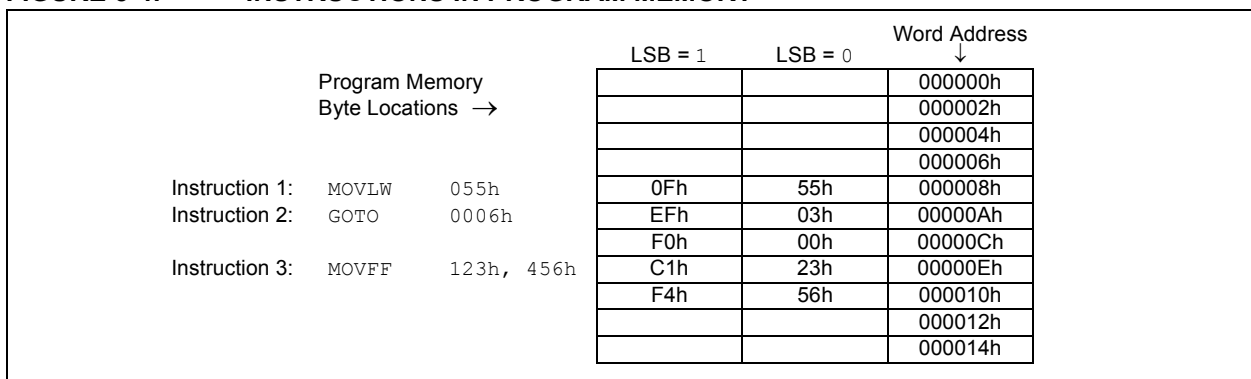 FIGURE 5-4: INSTRUCTIONS IN PROGRAM MEMORY
Word Address
LSB = 1 LSB = 0 ↓
Program Memory 000000h
Byte Locations → 000002h
000004h
000006h
Instruction 1: MOVLW 055h 0Fh 55h 000008h
Instruction 2: GOTO 0006h EFh 03h 00000Ah
F0h 00h 00000Ch
Instruction 3: MOVFF 123h, 456h C1h 23h 00000Eh
F4h 56h 000010h
000012h
000014h